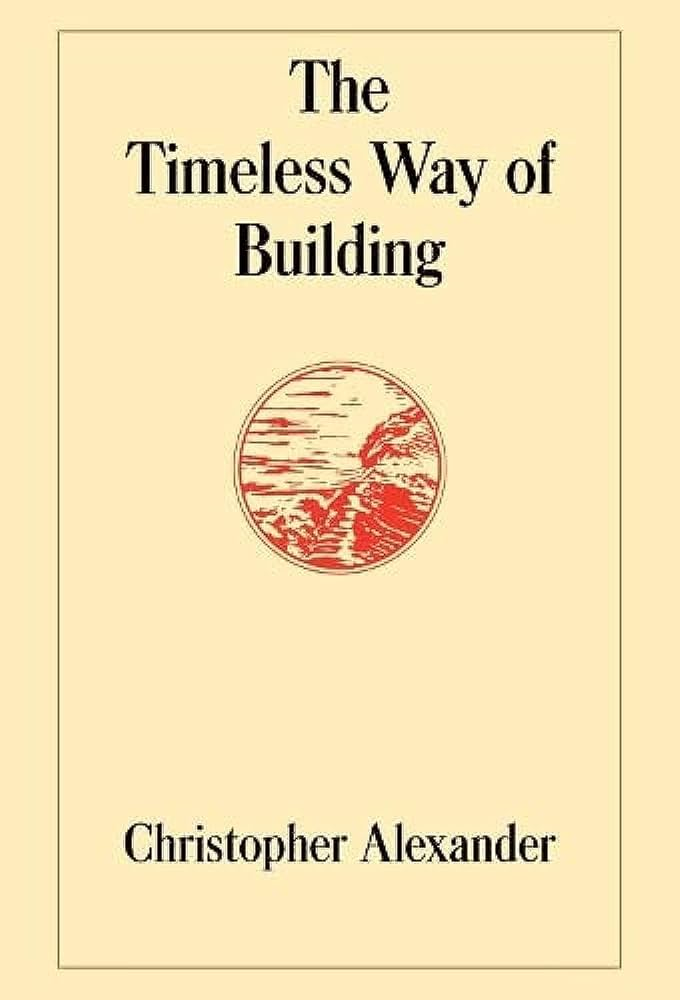 The
Timeless Way of
Building
Christopher Alexander